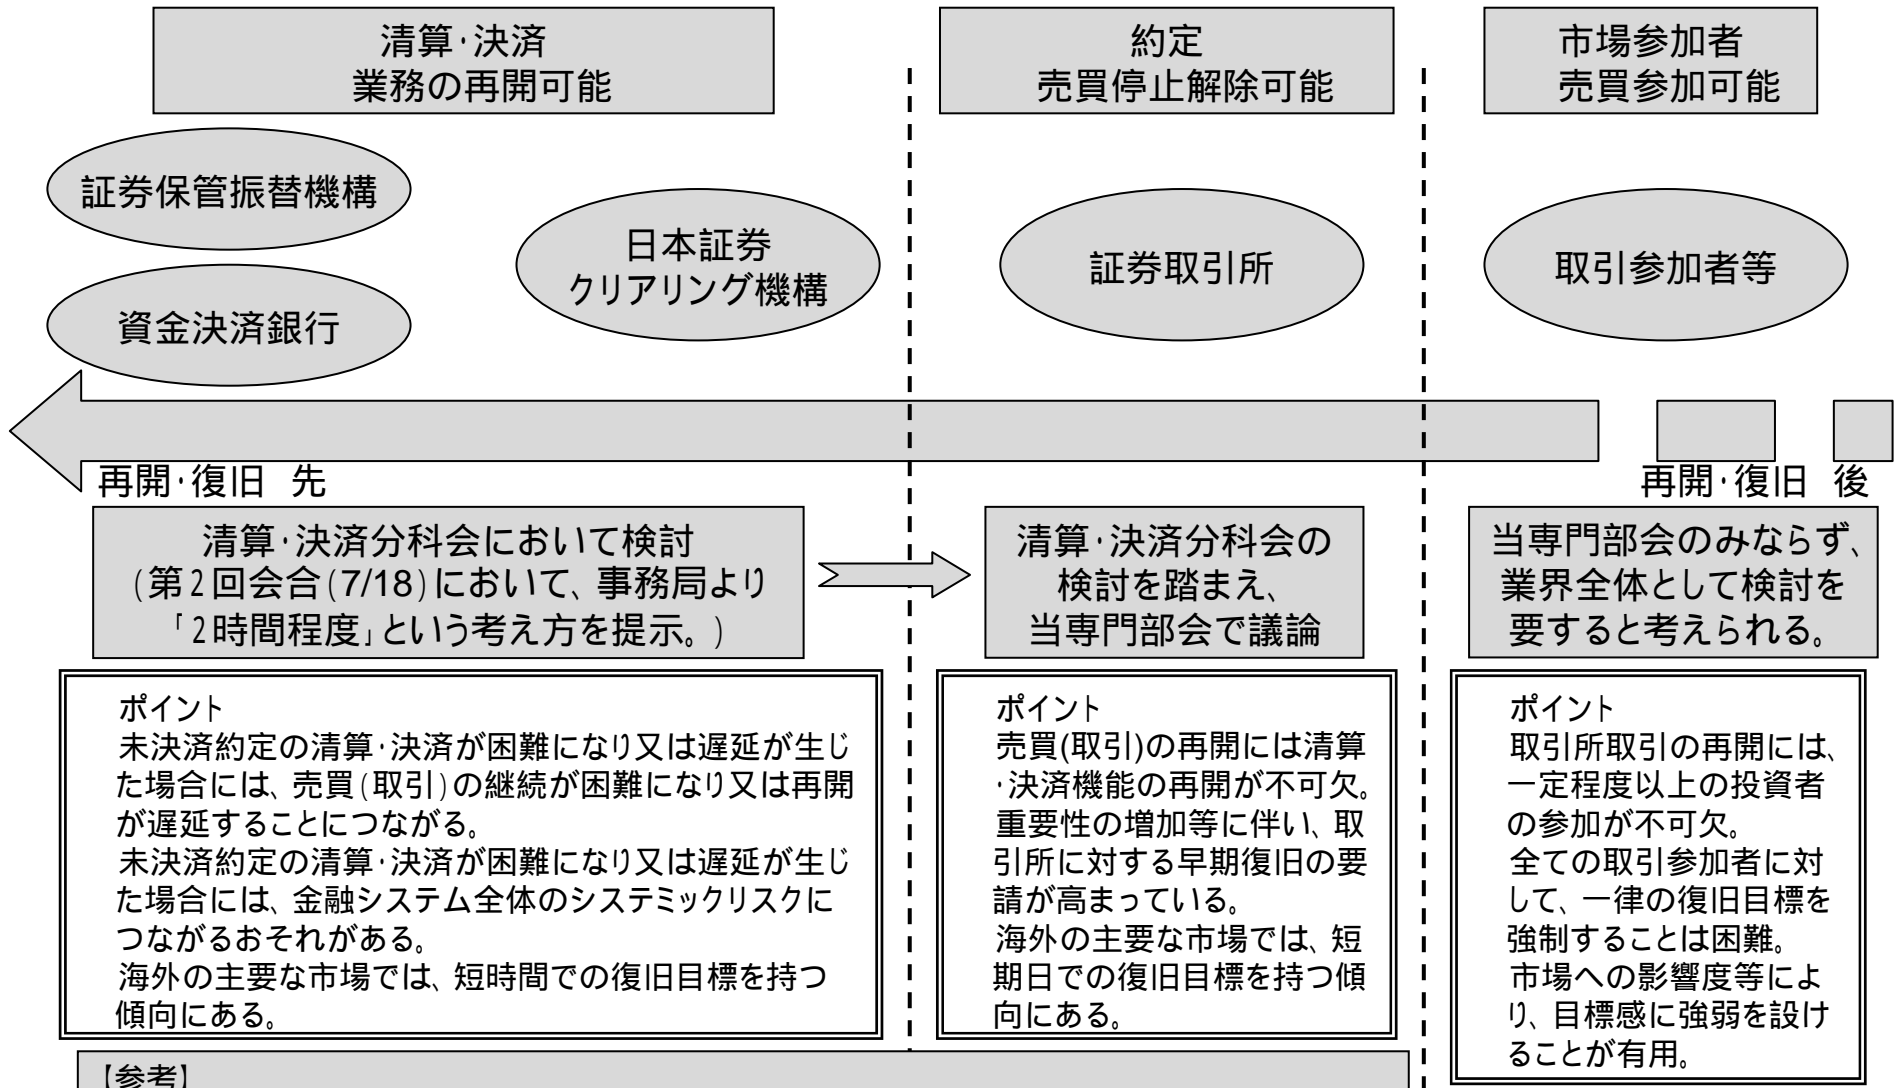 清算・決済
業務の再開可能
約定
売買停止解除可能
市場参加者
売買参加可能
証券保管振替機構
資金決済銀行
日本証券
クリアリング機構
証券取引所
取引参加者等
再開・復旧 先
再開・復旧 後
清算・決済分科会において検討
(第2回会合(7/18)において、事務局より
「2時間程度」という考え方を提示。)
清算・決済分科会の
検討を踏まえ、
当専門部会で議論
当専門部会のみならず、
業界全体として検討を
要すると考えられる。
ポイント
未決済約定の清算・決済が困難になり又は遅延が生じ
た場合には、売買(取引)の継続が困難になり又は再開
が遅延することにつながる。
未決済約定の清算・決済が困難になり又は遅延が生じ
た場合には、金融システム全体のシステミックリスクに
つながるおそれがある。
海外の主要な市場では、短時間での復旧目標を持つ
傾向にある。
ポイント
売買(取引)の再開には清算
・決済機能の再開が不可欠。
重要性の増加等に伴い、取
引所に対する早期復旧の要
請が高まっている。
海外の主要な市場では、短
期日での復旧目標を持つ傾
向にある。
ポイント
取引所取引の再開には、
一定程度以上の投資者
の参加が不可欠。
全ての取引参加者に対
して、一律の復旧目標を
強制することは困難。
市場への影響度等によ
り、目標感に強弱を設け
ることが有用。
【参考】